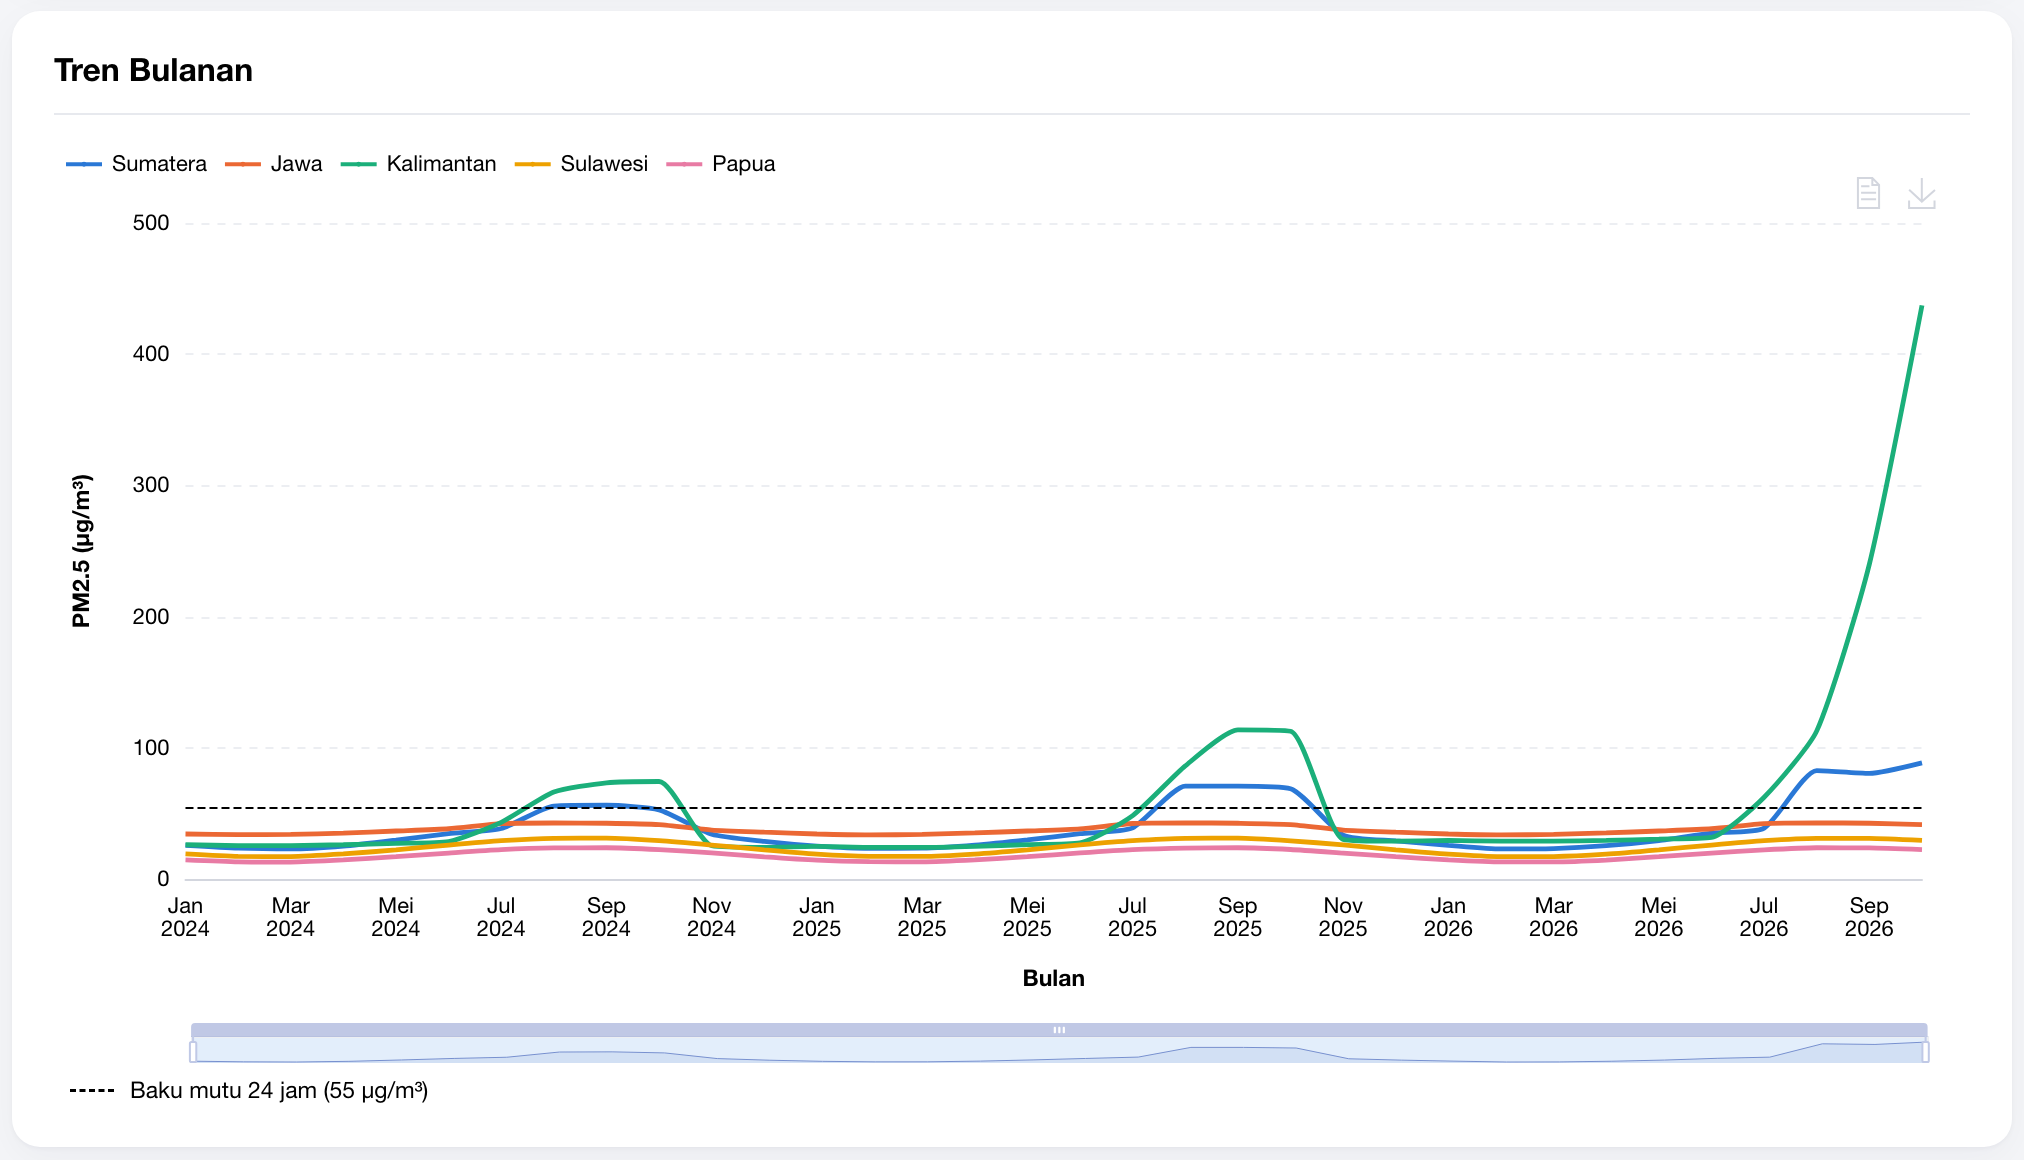 Tren Bulanan
Sumatera Jawa Kalimantan Sulawesi Papua
500
400
300
200
100
0
PM2.5 (µg/m³)
Jan 2024
Mar 2024
Mei 2024
Jul 2024
Sep 2024
Nov 2024
Jan 2025
Mar 2025
Mei 2025
Jul 2025
Sep 2025
Nov 2025
Jan 2026
Mar 2026
Mei 2026
Jul 2026
Sep 2026
Bulan
Baku mutu 24 jam (55 µg/m³)